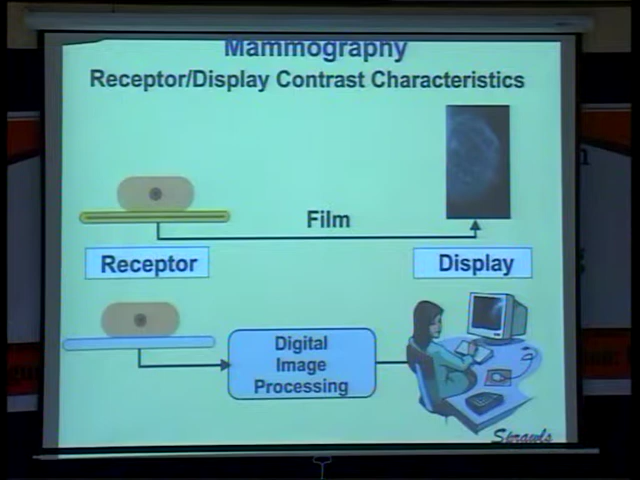 Mammography
Receptor/Display Contrast Characteristics
Film
Receptor
Display
Digital
Image
Processing
Sprawls